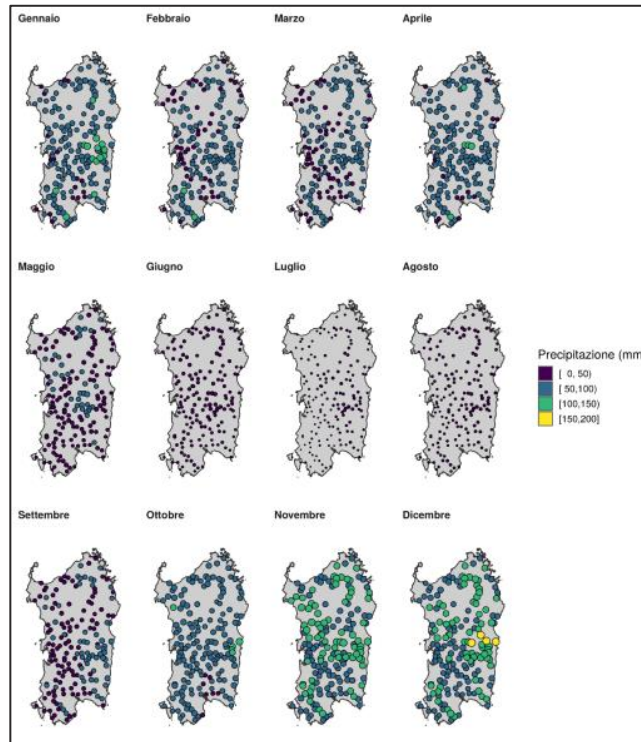 Gennaio
Febbraio
Marzo
Aprile
Maggio
Giugno
Luglio
Agosto
Precipitazione (mm
[ 0, 50)
[ 50,100)
[100,150)
[150,200]
Settembre
Ottobre
Novembre
Dicembre